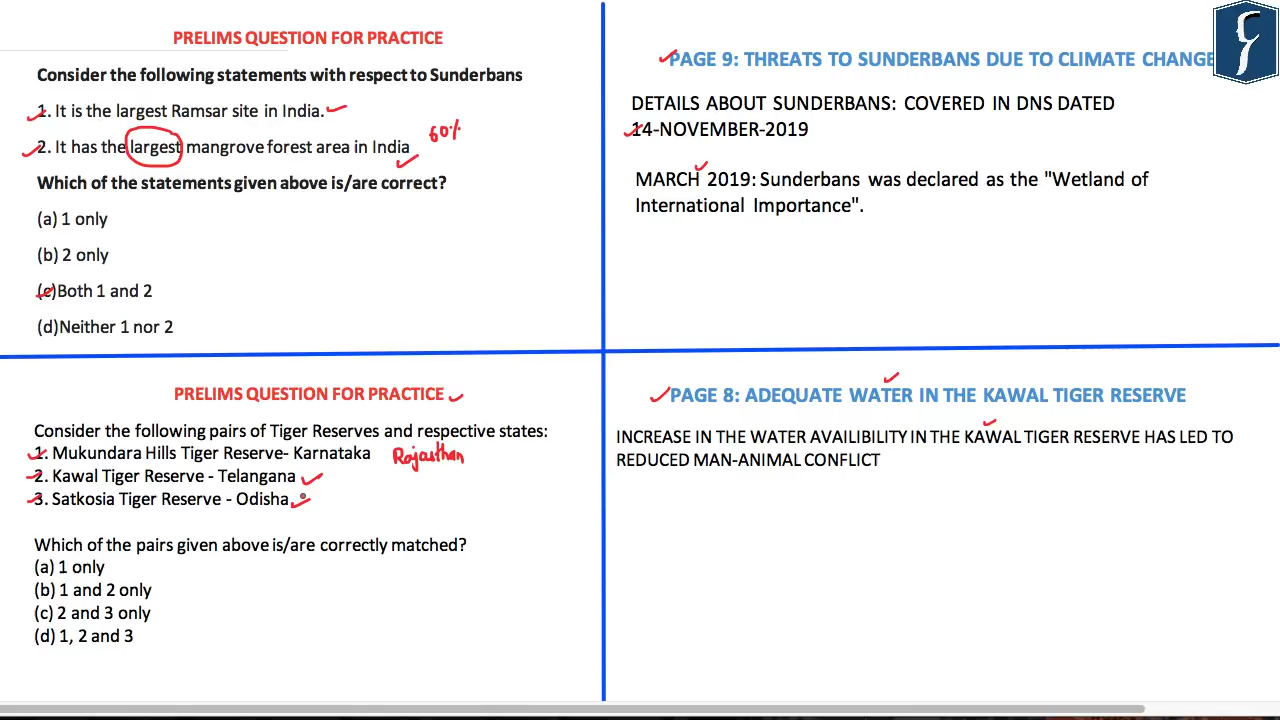 PRELIMS QUESTION FOR PRACTICE
Consider the following statements with respect to Sunderbans
1. It is the largest Ramsar site in India.
60%
2. It has the largest mangrove forest area in India
Which of the statements given above is/are correct?
(a) 1 only
(b) 2 only
(c)Both 1 and 2
(d)Neither 1 nor 2
PAGE 9: THREATS TO SUNDERBANS DUE TO CLIMATE CHANGE
DETAILS ABOUT SUNDERBANS: COVERED IN DNS DATED
14-NOVEMBER-2019
MARCH 2019: Sunderbans was declared as the "Wetland of
International Importance".
PRELIMS QUESTION FOR PRACTICE
Consider the following pairs of Tiger Reserves and respective states:
1. Mukundara Hills Tiger Reserve- Karnataka Rajasthan
2. Kawal Tiger Reserve - Telangana
3. Satkosia Tiger Reserve - Odisha
Which of the pairs given above is/are correctly matched?
(a) 1 only
(b) 1 and 2 only
(c) 2 and 3 only
(d) 1, 2 and 3
PAGE 8: ADEQUATE WATER IN THE KAWAL TIGER RESERVE
INCREASE IN THE WATER AVAILIBILITY IN THE KAWAL TIGER RESERVE HAS LED TO
REDUCED MAN-ANIMAL CONFLICT